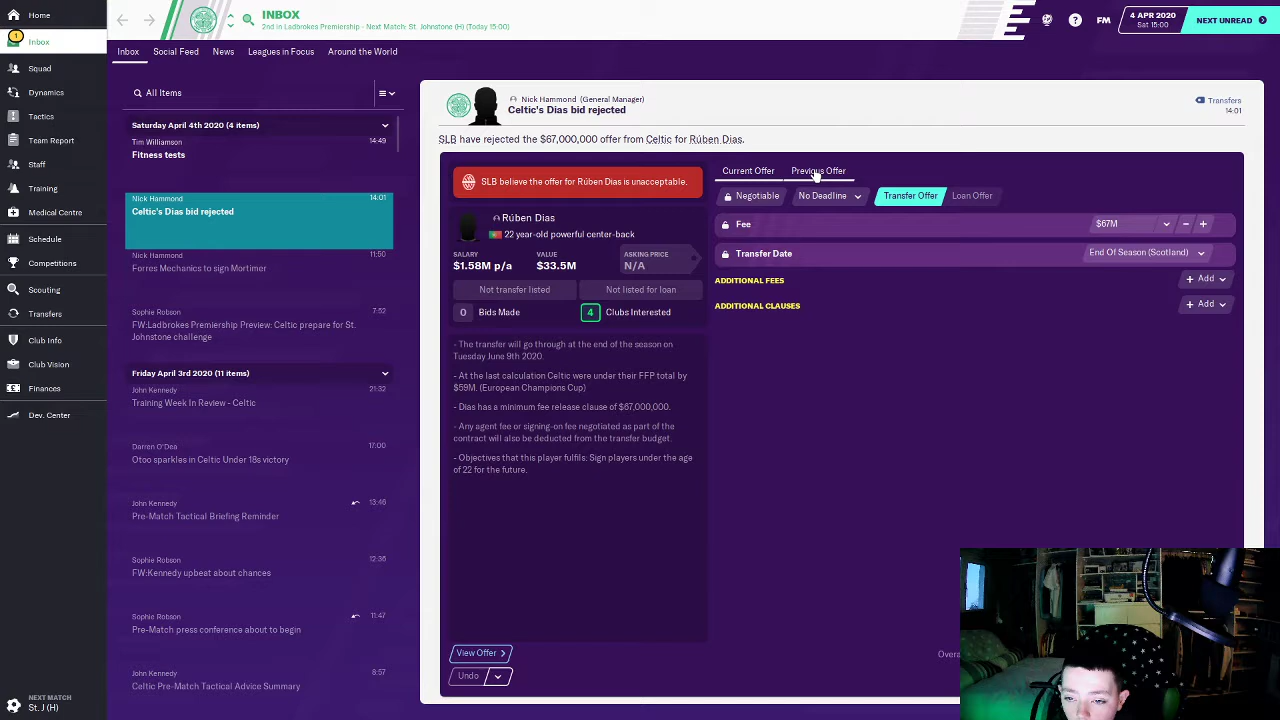 INBOX
2nd in Ladbrokes Premiership - Next Match: St. Johnstone (H) (Today 15:00)
FM
4 APR 2020
Sat 15:00
NEXT UNREAD
1
Inbox
Squad
Dynamics
Tactics
Team Report
Staff
Training
Medical Centre
Schedule
Competitions
Scouting
Transfers
Club Info
Club Vision
Finances
Dev. Center
NEXT MATCH
St. J (H)
Inbox
Social Feed
News
Leagues in Focus
Around the World
All Items
Saturday April 4th 2020 (4 items)
Tim Williamson 14:49
Fitness tests
Nick Hammond 14:01
Celtic's Dias bid rejected
Nick Hammond 11:50
Forres Mechanics to sign Mortimer
Sophie Robson 7:52
FW:Ladbrokes Premiership Preview: Celtic prepare for St.
Johnstone challenge
Friday April 3rd 2020 (11 items)
John Kennedy 21:32
Training Week In Review - Celtic
Darren O'Dea 17:00
Otoo sparkles in Celtic Under 18s victory
John Kennedy 13:46
Pre-Match Tactical Briefing Reminder
Sophie Robson 12:36
FW:Kennedy upbeat about chances
Sophie Robson 11:47
Pre-Match press conference about to begin
John Kennedy 8:57
Celtic Pre-Match Tactical Advice Summary
Nick Hammond (General Manager)
Celtic's Dias bid rejected
Transfers
14:01
SLB have rejected the $67,000,000 offer from Celtic for Rúben Dias.
SLB believe the offer for Rúben Dias is unacceptable.
Rúben Dias
22 year-old powerful center-back
SALARY VALUE ASKING PRICE
$1.58M p/a $33.5M N/A
Not transfer listed
Not listed for loan
0 Bids Made
4 Clubs Interested
- The transfer will go through at the end of the season on
Tuesday June 9th 2020.
- At the last calculation Celtic were under their FFP total by
$59M. (European Champions Cup)
- Dias has a minimum fee release clause of $67,000,000.
- Any agent fee or signing-on fee negotiated as part of the
contract will also be deducted from the transfer budget.
- Objectives that this player fulfils: Sign players under the age
of 22 for the future.
View Offer
Undo
Current Offer
Previous Offer
Negotiable
No Deadline
Transfer Offer
Loan Offer
Fee $67M
Transfer Date End Of Season (Scotland)
ADDITIONAL FEES Add
ADDITIONAL CLAUSES Add